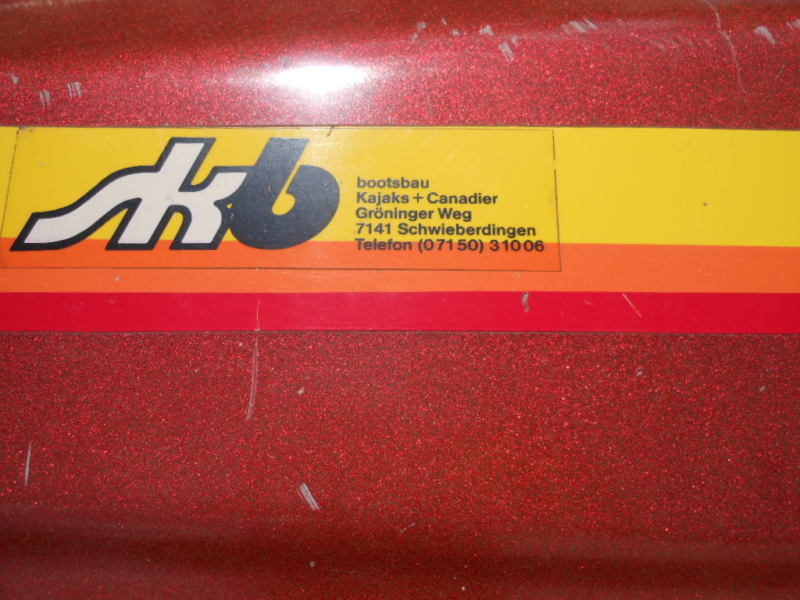 skb
bootsbau
Kajaks + Canadier
Gröninger Weg
7141 Schwieberdingen
Telefon (07150) 31006